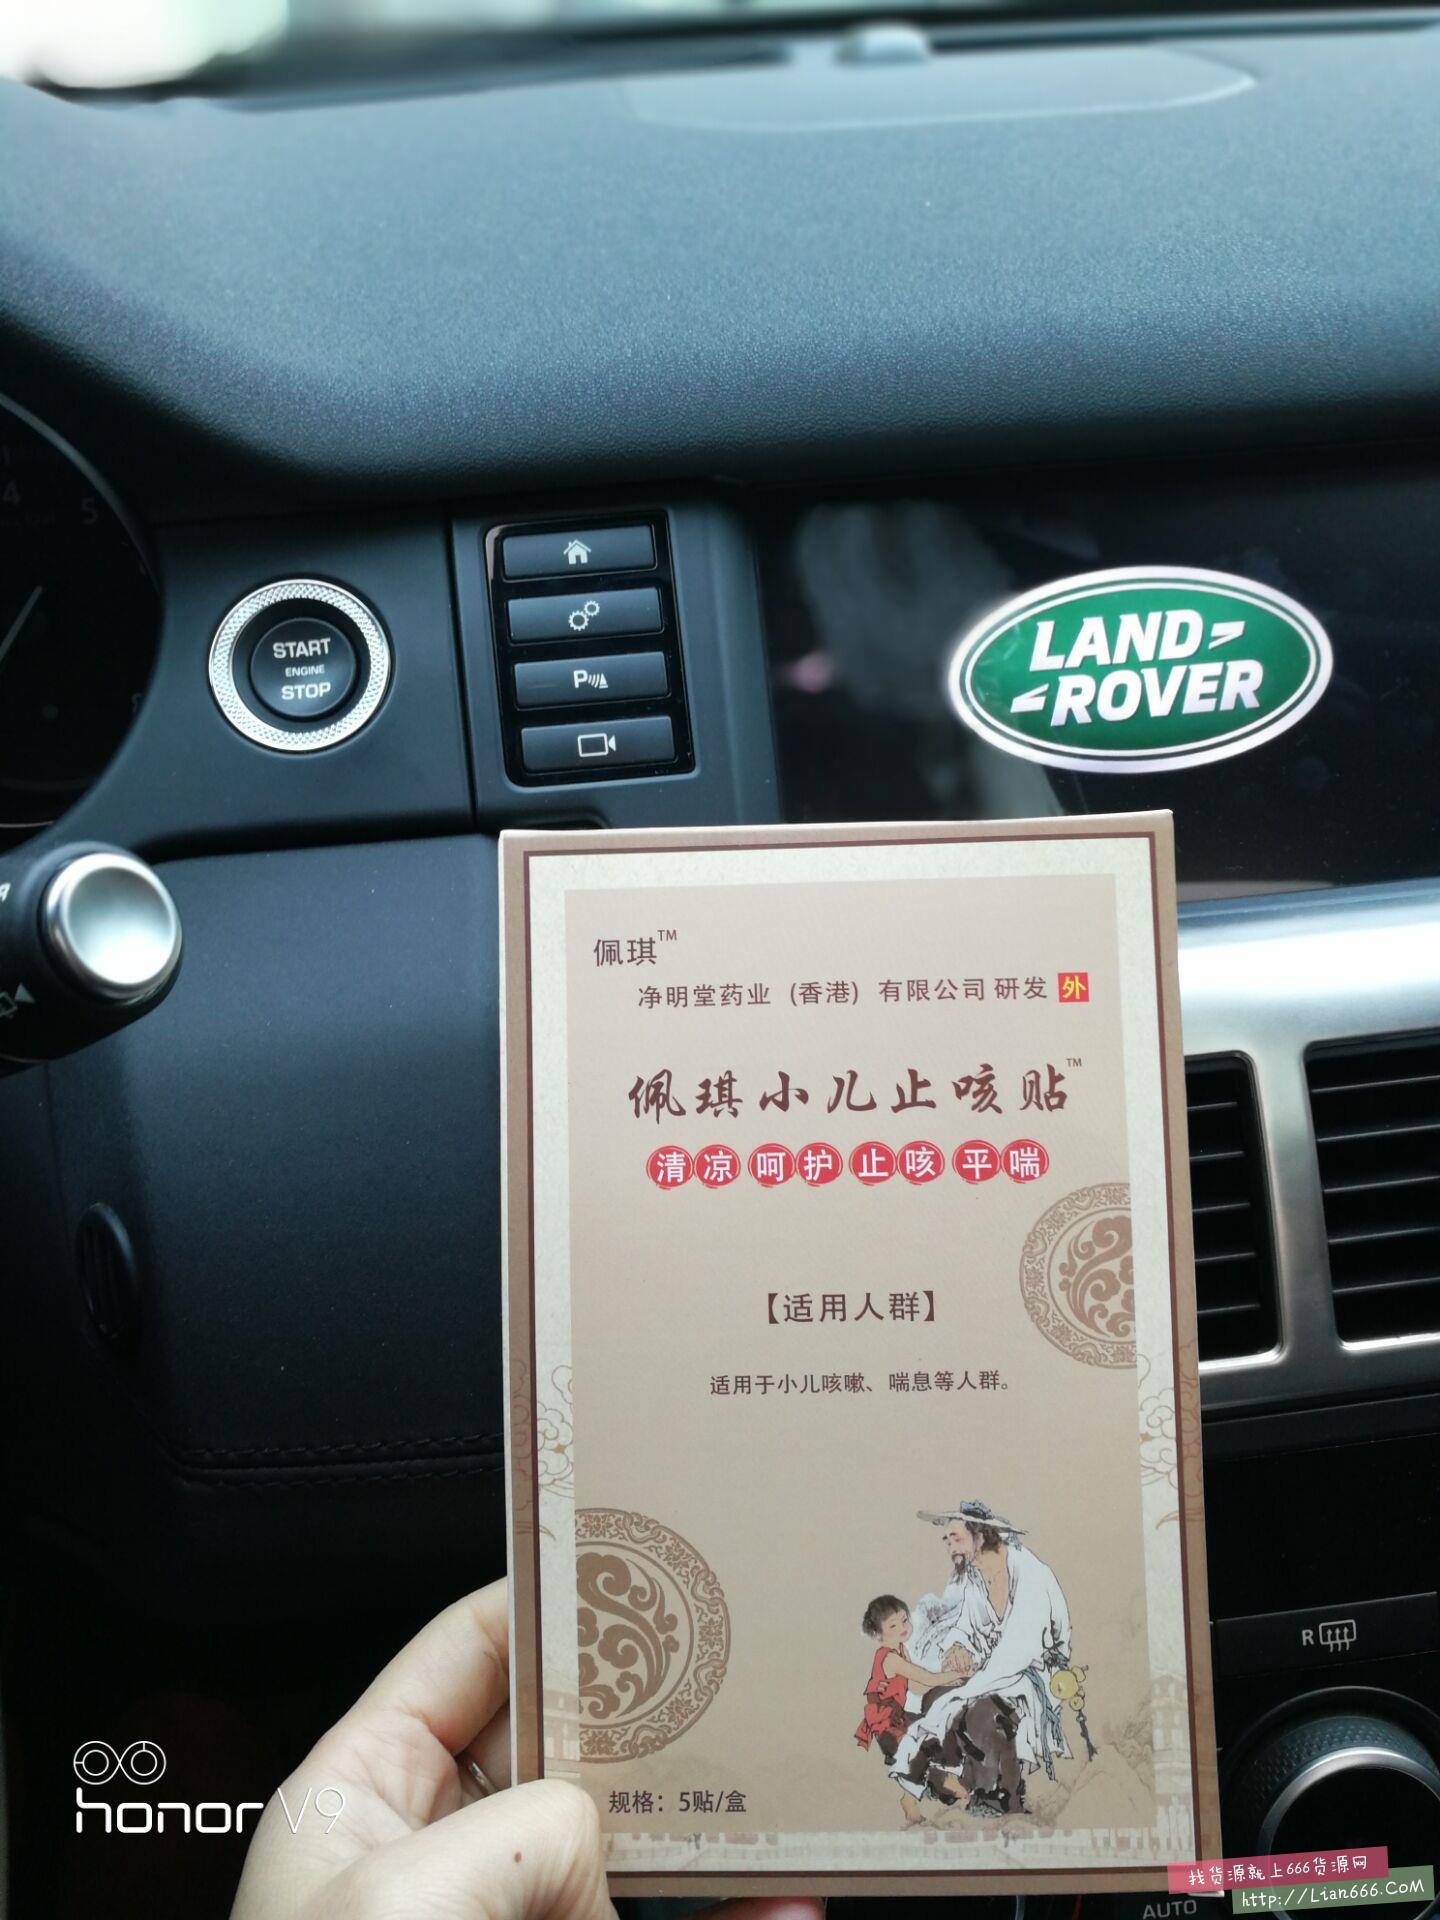 4
5
START
ENGINE
STOP
P
LAND
ROVER
佩琪™
净明堂药业（香港）有限公司 研发 外
佩琪小儿止咳贴™
清凉 呵护 止咳 平喘
【适用人群】
适用于小儿咳嗽、喘息等人群。
规格：5贴/盒
R
honor V9
找货源就上666货源网
http://Lian666.CoM
AUTO